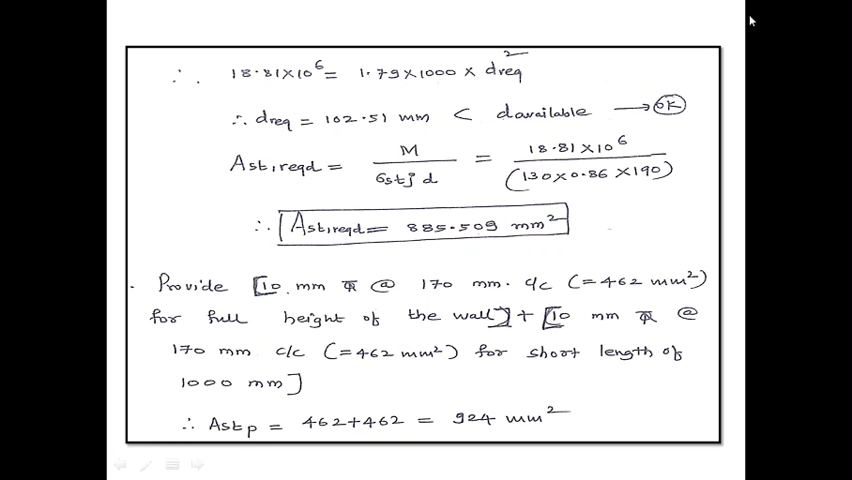 ∴ 18.81×10⁶ = 1.79×1000 × dreq²
∴ dreq = 102.51 mm < davailable → OK
Ast,reqd = M / σst j d = 18.81×10⁶ / (130×0.86×190)
∴ Ast,reqd = 885.509 mm²
Provide [10 mm @ 170 mm. c/c (=462 mm²)
for full height of the wall] + [10 mm @
170 mm c/c (=462 mm²) for short length of
1000 mm]
∴ Astp = 462+462 = 924 mm²